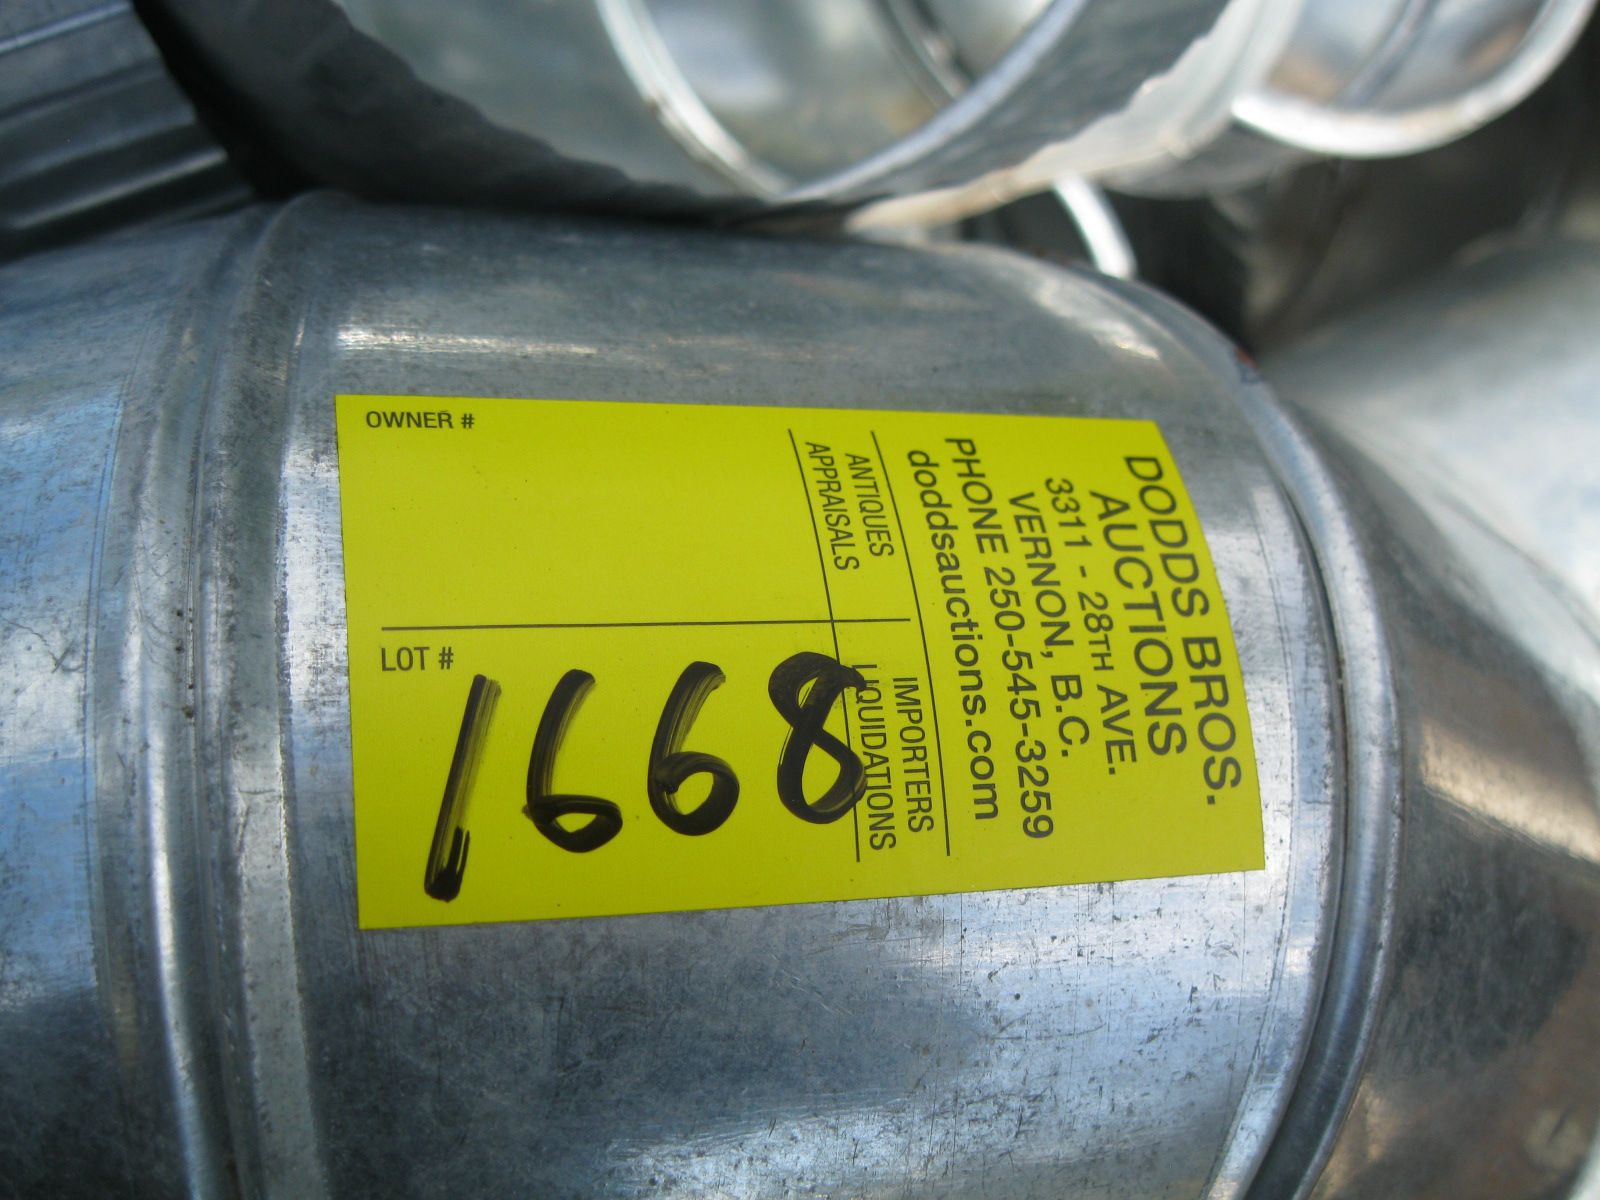 DODDS BROS.
AUCTIONS
3311 - 28TH AVE.
VERNON, B.C.
PHONE 250-545-3259
doddsauctions.com
ANTIQUES IMPORTERS
APPRAISALS LIQUIDATIONS
OWNER #
LOT #
1668